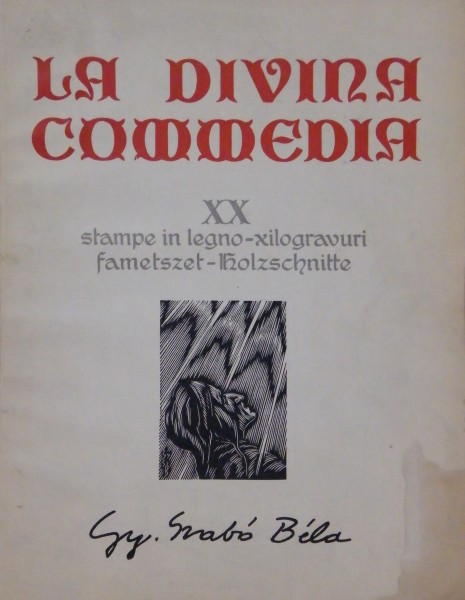 LA DIVINA
COMMEDIA
XX
stampe in legno-xilogravuri
fametszet-Holzschnitte
Gy. Szabó Béla